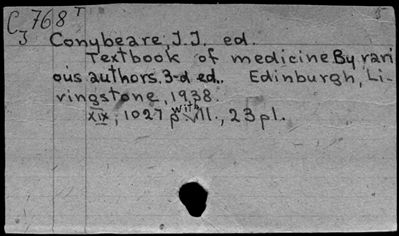 C 768 T
3
5
Conybeare, J.J. ed.
Textbook of medicine. By vari
ous authors. 3-d ed. Edinburgh, Li-
vingstone, 1938.
xix, 1027 p. with ill., 23 pl.